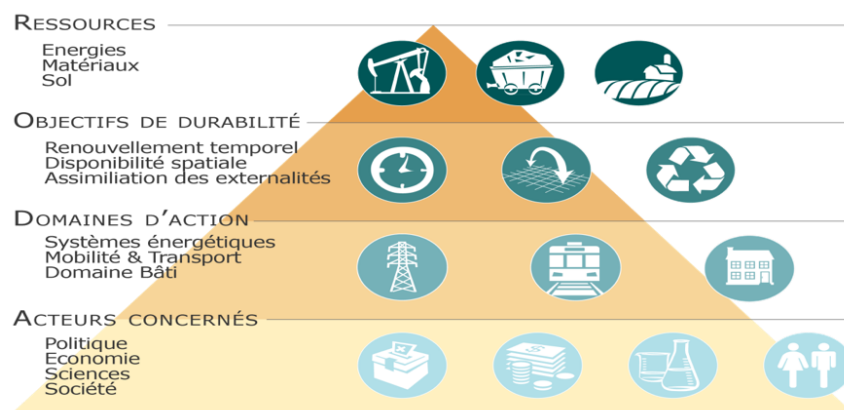 RESSOURCES
Energies
Matériaux
Sol
OBJECTIFS DE DURABILITÉ
Renouvellement temporel
Disponibilité spatiale
Assimiliation des externalités
DOMAINES D'ACTION
Systèmes énergétiques
Mobilité & Transport
Domaine Bâti
ACTEURS CONCERNÉS
Politique
Economie
Sciences
Société